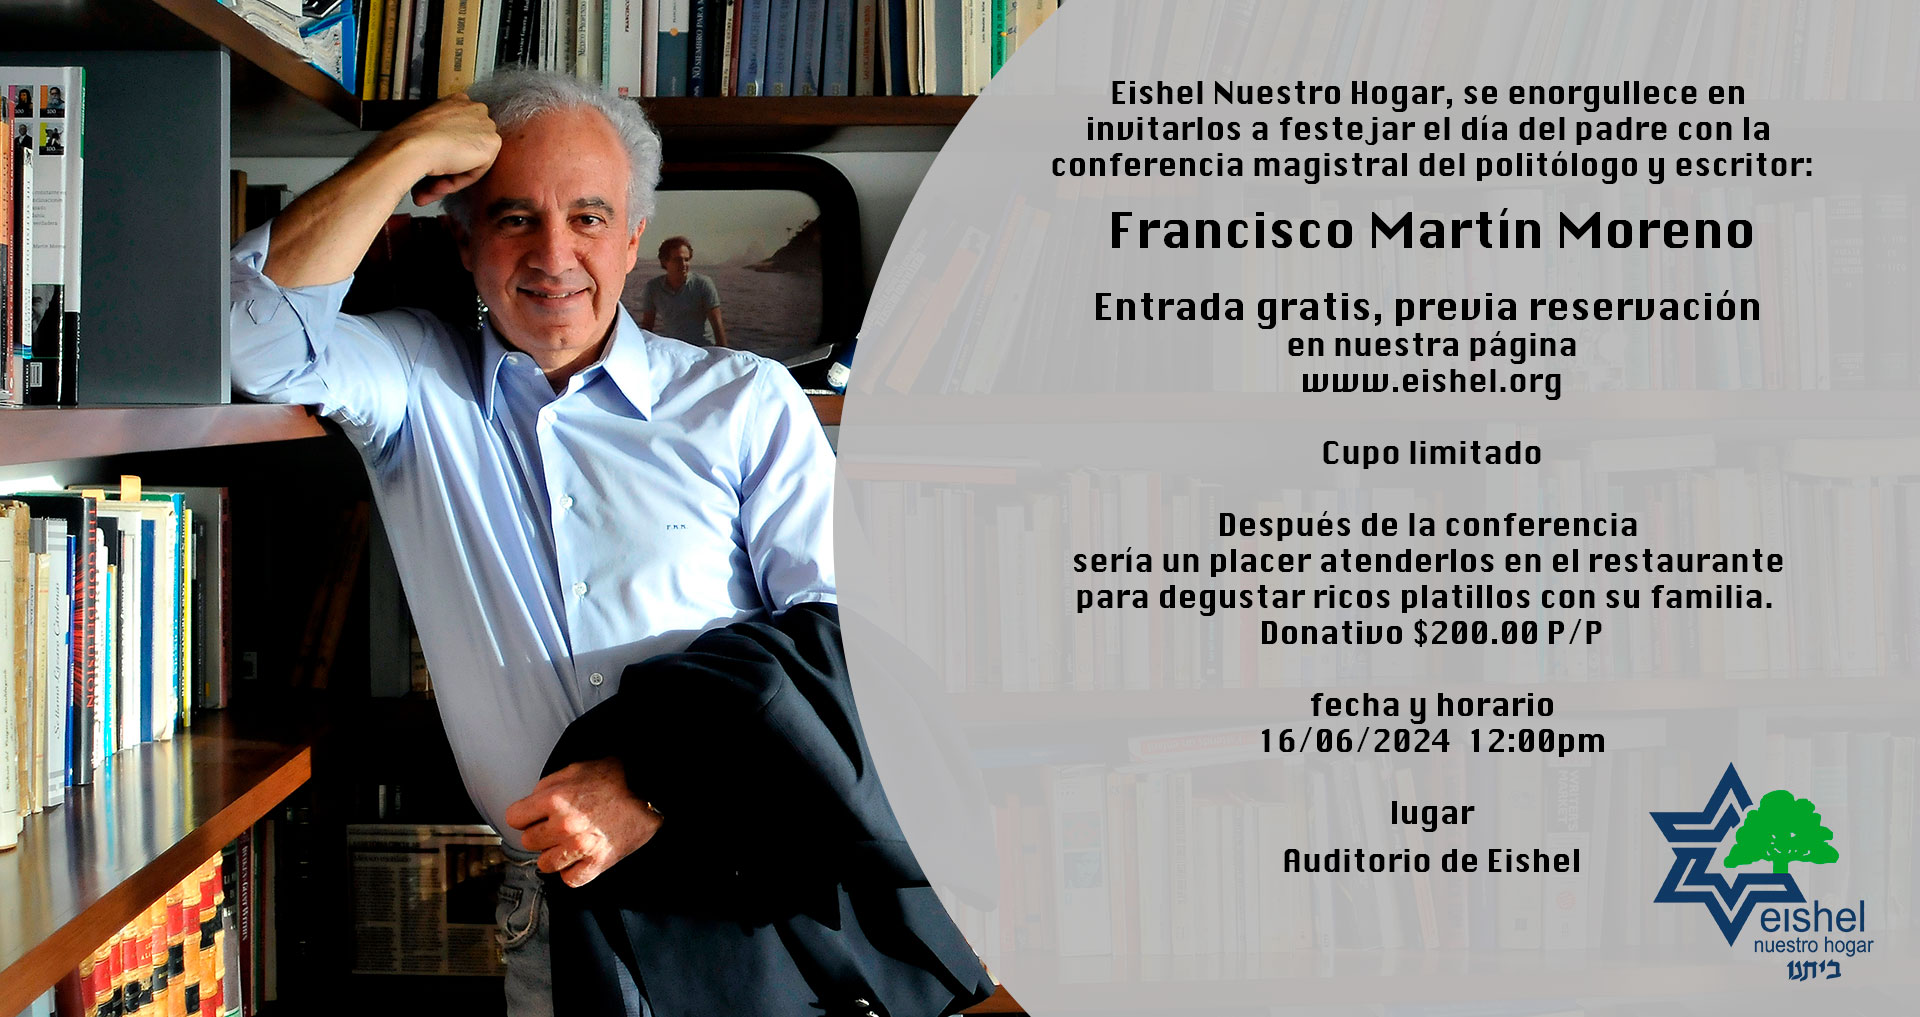 Eishel Nuestro Hogar, se enorgullece en
invitarlos a festejar el día del padre con la
conferencia magistral del politólogo y escritor:
Francisco Martín Moreno
Entrada gratis, previa reservación
en nuestra página
www.eishel.org
Cupo limitado
Después de la conferencia
sería un placer atenderlos en el restaurante
para degustar ricos platillos con su familia.
Donativo $200.00 P/P
fecha y horario
16/06/2024 12:00pm
lugar
Auditorio de Eishel
eishel
nuestro hogar
ביתנו
F.M.M.
THE GOD DELUSION